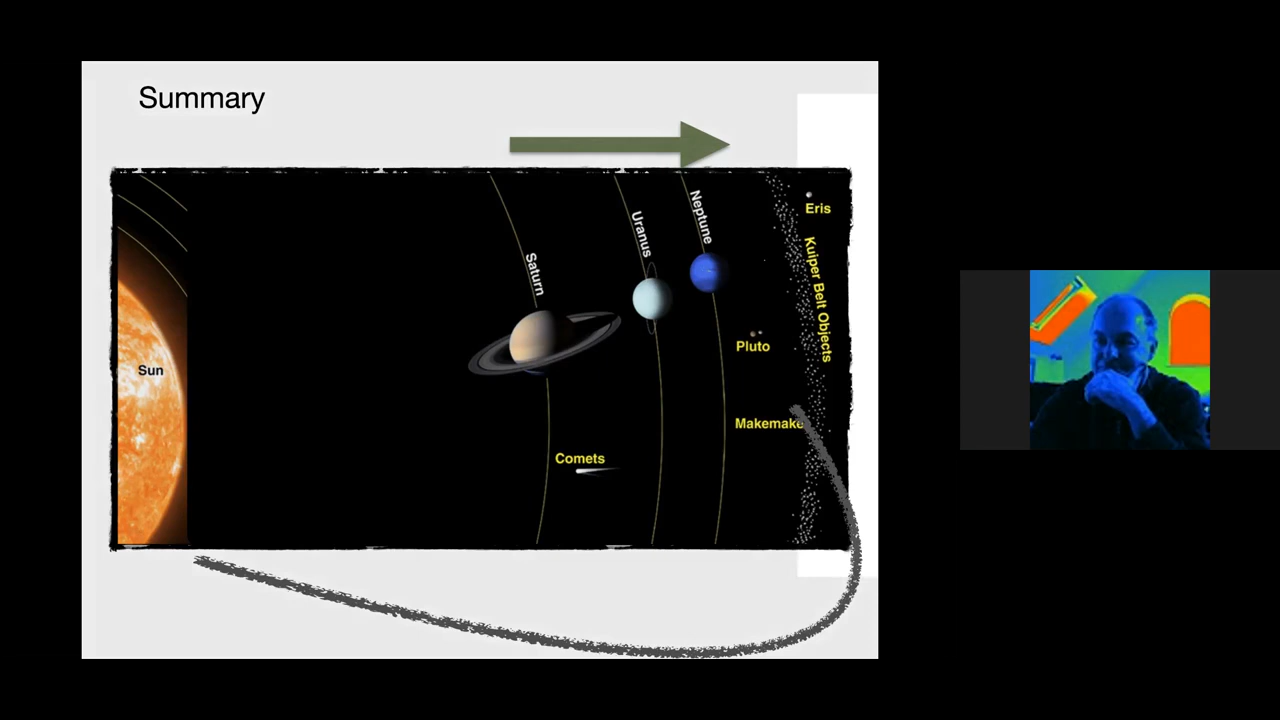 Summary
Eris
Neptune
Uranus
Kuiper Belt Objects
Saturn
Pluto
Sun
Makemake
Comets